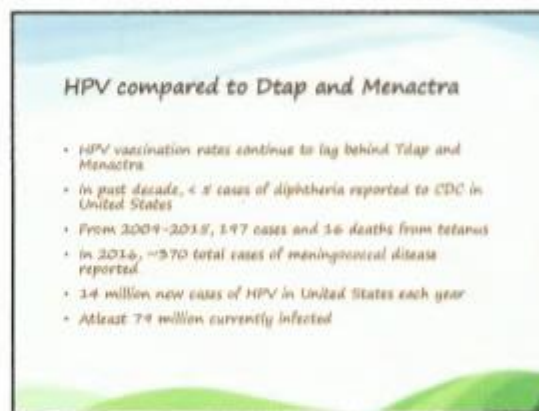 HPV compared to Dtap and Menactra
• HPV vaccination rates continue to lag behind Tdap and
Menactra
• In past decade, < 5 cases of diphtheria reported to CDC in
United States
• From 2009-2015, 197 cases and 16 deaths from tetanus
• In 2016, ~370 total cases of meningococcal disease
reported
• 14 million new cases of HPV in United States each year
• Atleast 79 million currently infected